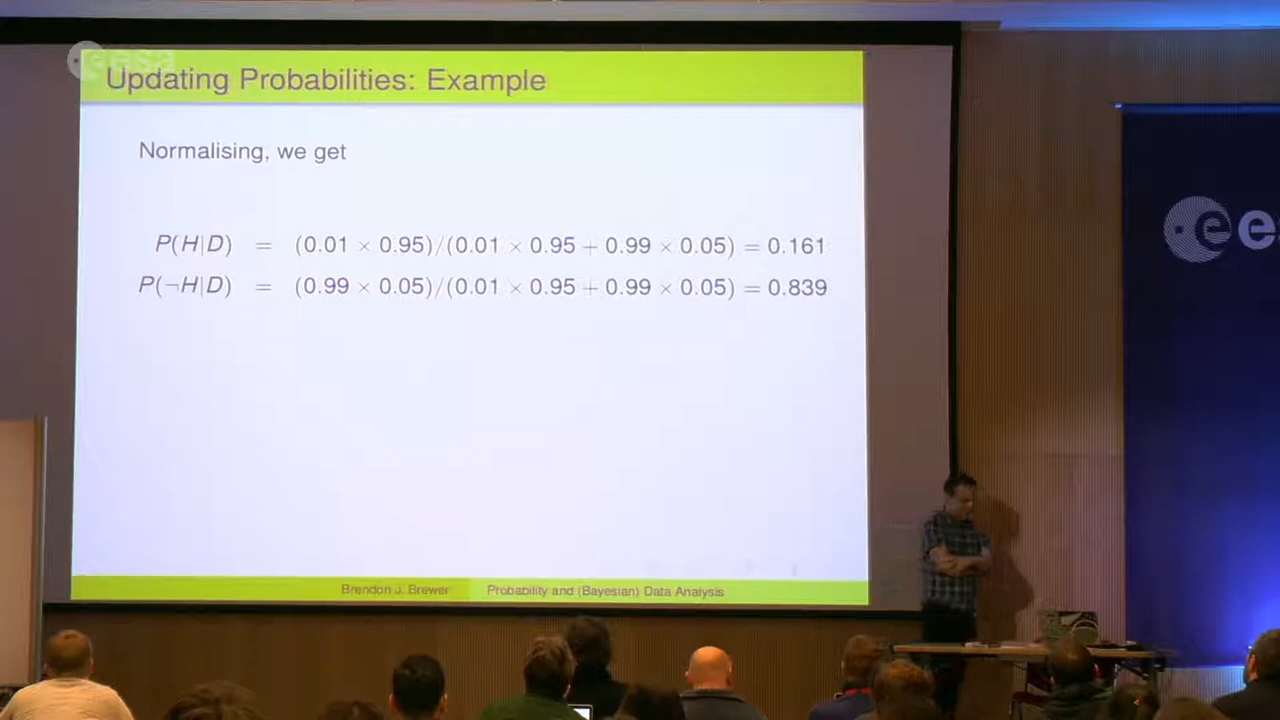 esa
Updating Probabilities: Example
Normalising, we get
P(H|D) = (0.01 × 0.95)/(0.01 × 0.95 + 0.99 × 0.05) = 0.161
P(¬H|D) = (0.99 × 0.05)/(0.01 × 0.95 + 0.99 × 0.05) = 0.839
Brendon J. Brewer Probability and (Bayesian) Data Analysis
es